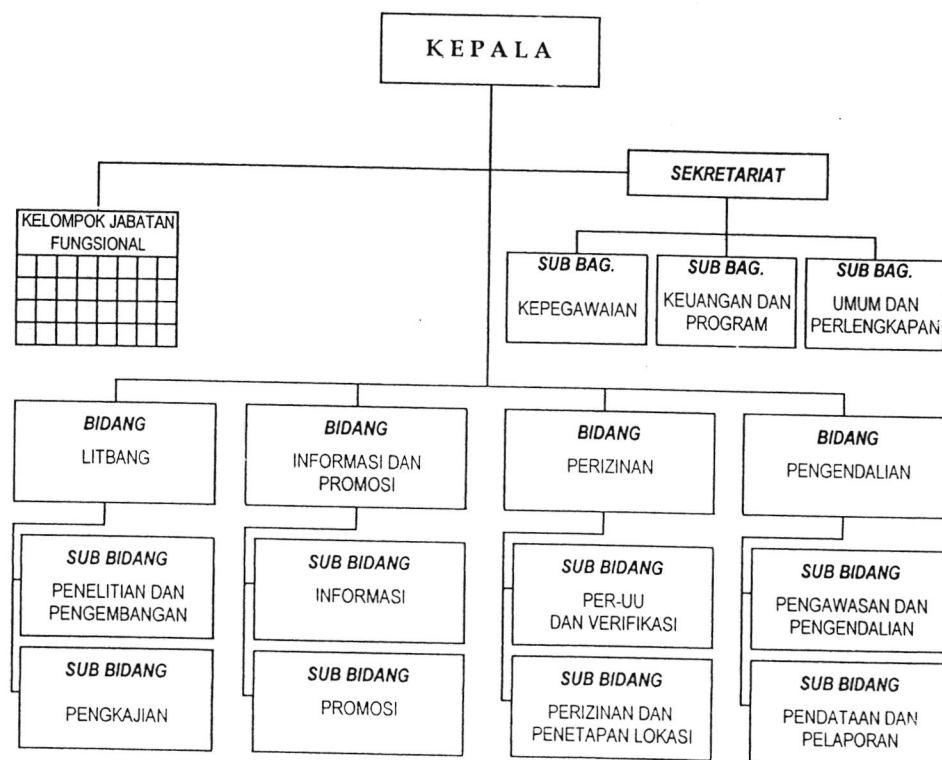 KEPALA
SEKRETARIAT
KELOMPOK JABATAN
FUNGSIONAL
SUB BAG.
KEPEGAWAIAN
SUB BAG.
KEUANGAN DAN
PROGRAM
SUB BAG.
UMUM DAN
PERLENGKAPAN
BIDANG
LITBANG
BIDANG
INFORMASI DAN
PROMOSI
BIDANG
PERIZINAN
BIDANG
PENGENDALIAN
SUB BIDANG
PENELITIAN DAN
PENGEMBANGAN
SUB BIDANG
INFORMASI
SUB BIDANG
PER-UU
DAN VERIFIKASI
SUB BIDANG
PENGAWASAN DAN
PENGENDALIAN
SUB BIDANG
PENGKAJIAN
SUB BIDANG
PROMOSI
SUB BIDANG
PERIZINAN DAN
PENETAPAN LOKASI
SUB BIDANG
PENDATAAN DAN
PELAPORAN